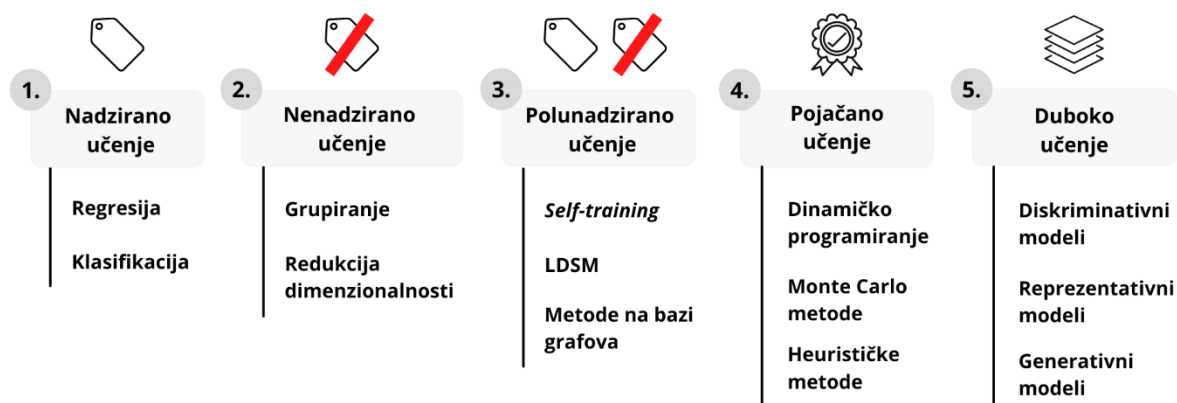 1.
Nadzirano
učenje
Regresija
Klasifikacija
2.
Nenadzirano
učenje
Grupiranje
Redukcija
dimenzionalnosti
3.
Polunadzirano
učenje
Self-training
LDSM
Metode na bazi
grafova
4.
Pojačano
učenje
Dinamičko
programiranje
Monte Carlo
metode
Heurističke
metode
5.
Duboko
učenje
Diskriminativni
modeli
Reprezentativni
modeli
Generativni
modeli